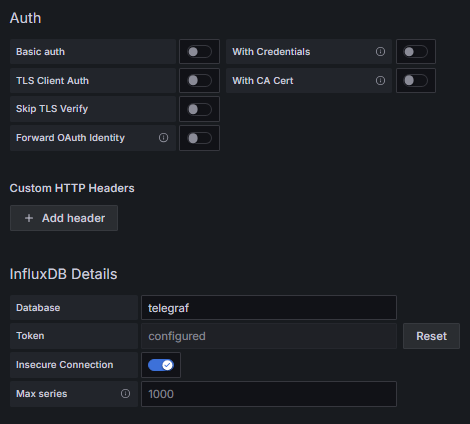 Auth
Basic auth
With Credentials
TLS Client Auth
With CA Cert
Skip TLS Verify
Forward OAuth Identity
Custom HTTP Headers
+ Add header
InfluxDB Details
Database telegraf
Token configured Reset
Insecure Connection
Max series 1000